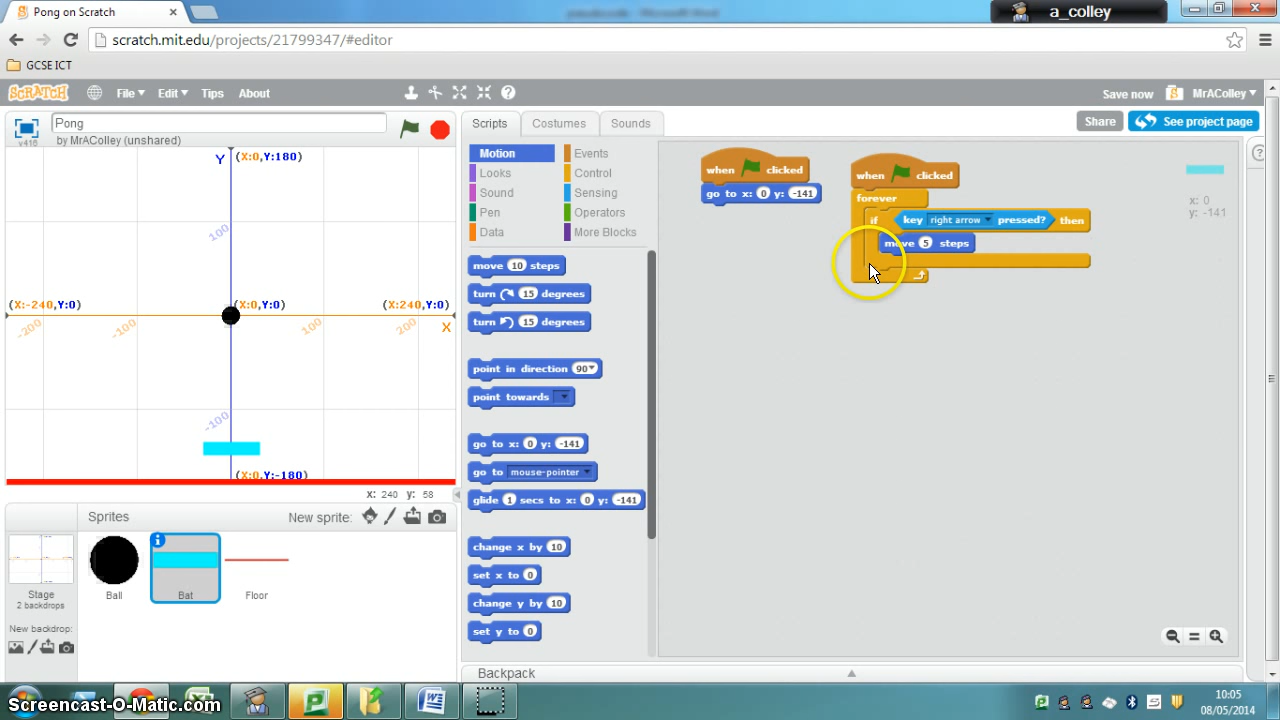 Pong on Scratch
a_colley
scratch.mit.edu/projects/21799347/#editor
GCSE ICT
SCRATCH
File
Edit
Tips
About
Save now
MrAColley
Pong
by MrAColley (unshared)
v416
Scripts
Costumes
Sounds
Share
See project page
Motion
Looks
Sound
Pen
Data
Events
Control
Sensing
Operators
More Blocks
move 10 steps
turn 15 degrees
turn 15 degrees
point in direction 90
point towards
go to x: 0 y: -141
go to mouse-pointer
glide 1 secs to x: 0 y: -141
change x by 10
set x to 0
change y by 10
set y to 0
when clicked
go to x: 0 y: -141
when clicked
forever
if key right arrow pressed? then
move 5 steps
x: 0
y: -141
Y
(X:0,Y:180)
100
(X:-240,Y:0)
(X:0,Y:0)
(X:240,Y:0)
-200
-100
100
200
X
-100
(X:0,Y:-180)
x: 240 y: 58
Sprites
New sprite:
Stage
2 backdrops
New backdrop:
Ball
Bat
Floor
Backpack
Screencast-O-Matic.com
10:05
08/05/2014